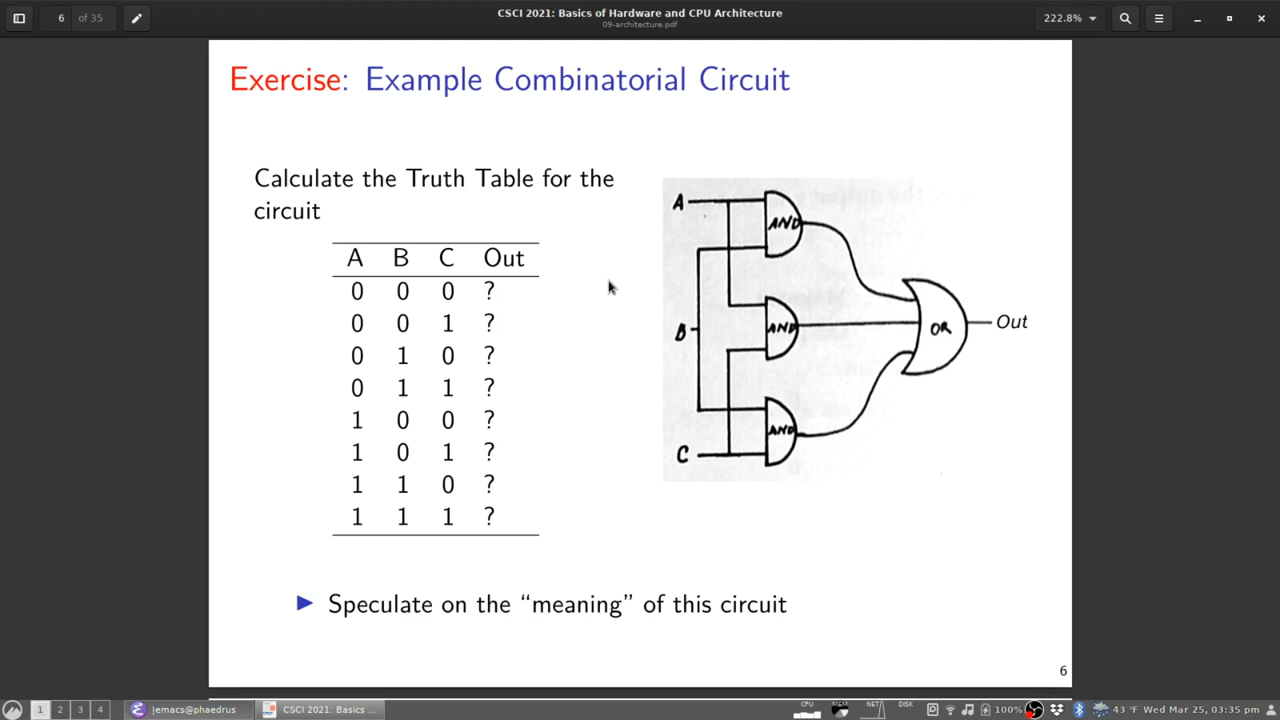 CSCI 2021: Basics of Hardware and CPU Architecture
09-architecture.pdf
6 of 35
222.8%
Exercise: Example Combinatorial Circuit
Calculate the Truth Table for the
circuit
A B C Out
0 0 0 ?
0 0 1 ?
0 1 0 ?
0 1 1 ?
1 0 0 ?
1 0 1 ?
1 1 0 ?
1 1 1 ?
A
AND
B
AND
OR
Out
AND
C
▶ Speculate on the “meaning” of this circuit
6
1 2 3 4 [emacs@phaedrus CSCI 2021: Basics ... CPU MEM NET DISK 100% 43 °F Wed Mar 25, 03:35 pm